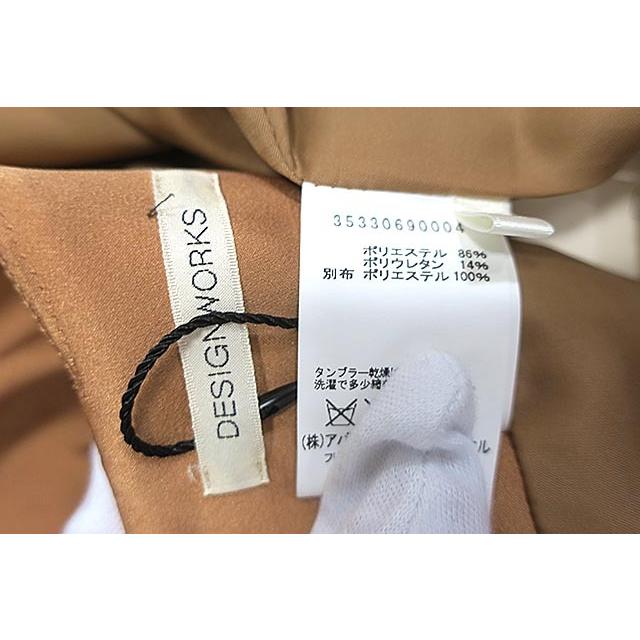 DESIGN WORKS
35330690004
ポリエステル 86%
ポリウレタン 14%
別布 ポリエステル 100%
タンブラー乾燥
洗濯で多少縮
(株)アバ